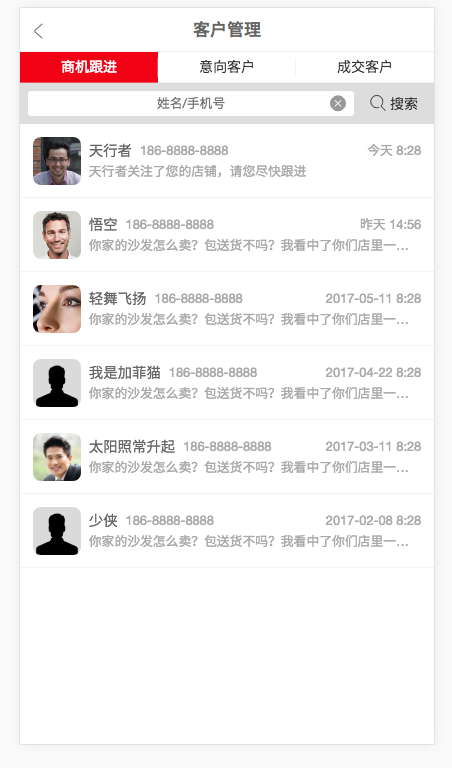 客户管理
商机跟进 意向客户 成交客户
姓名/手机号 搜索
天行者 186-8888-8888 今天 8:28
天行者关注了您的店铺，请您尽快跟进
悟空 186-8888-8888 昨天 14:56
你家的沙发怎么卖？包送货不吗？我看中了你们店里一...
轻舞飞扬 186-8888-8888 2017-05-11 8:28
你家的沙发怎么卖？包送货不吗？我看中了你们店里一...
我是加菲猫 186-8888-8888 2017-04-22 8:28
你家的沙发怎么卖？包送货不吗？我看中了你们店里一...
太阳照常升起 186-8888-8888 2017-03-11 8:28
你家的沙发怎么卖？包送货不吗？我看中了你们店里一...
少侠 186-8888-8888 2017-02-08 8:28
你家的沙发怎么卖？包送货不吗？我看中了你们店里一...